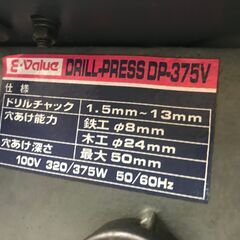 E-Value DRILL-PRESS DP-375V
仕様
ドリルチャック 1.5mm~13mm
穴あけ能力 鉄工 φ8mm
木工 φ24mm
穴あけ深さ 最大 50mm
100V 320/375W 50/60Hz